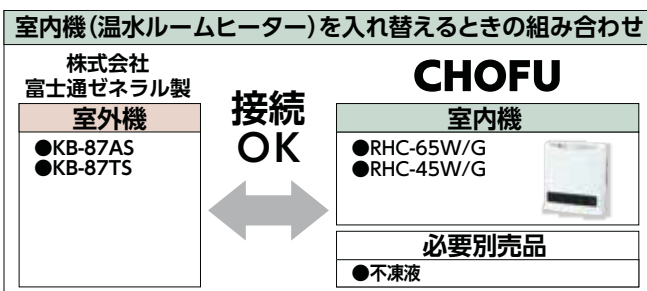 室内機(温水ルームヒーター)を入れ替えるときの組み合わせ
株式会社
富士通ゼネラル製
室外機
●KB-87AS
●KB-87TS
接続
OK
CHOFU
室内機
●RHC-65W/G
●RHC-45W/G
必要別売品
●不凍液